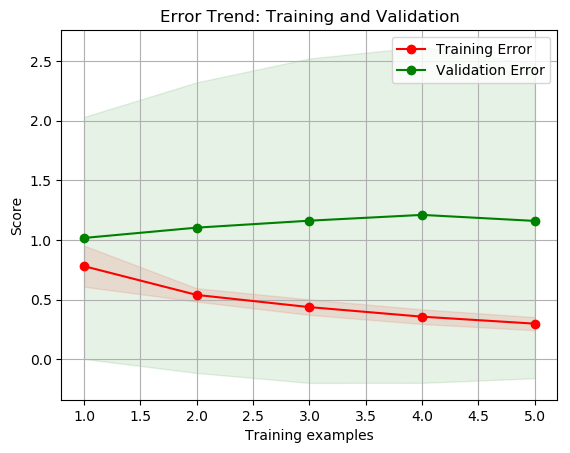 Error Trend: Training and Validation
Training Error
Validation Error
2.5
2.0
1.5
1.0
0.5
0.0
Score
1.0 1.5 2.0 2.5 3.0 3.5 4.0 4.5 5.0
Training examples